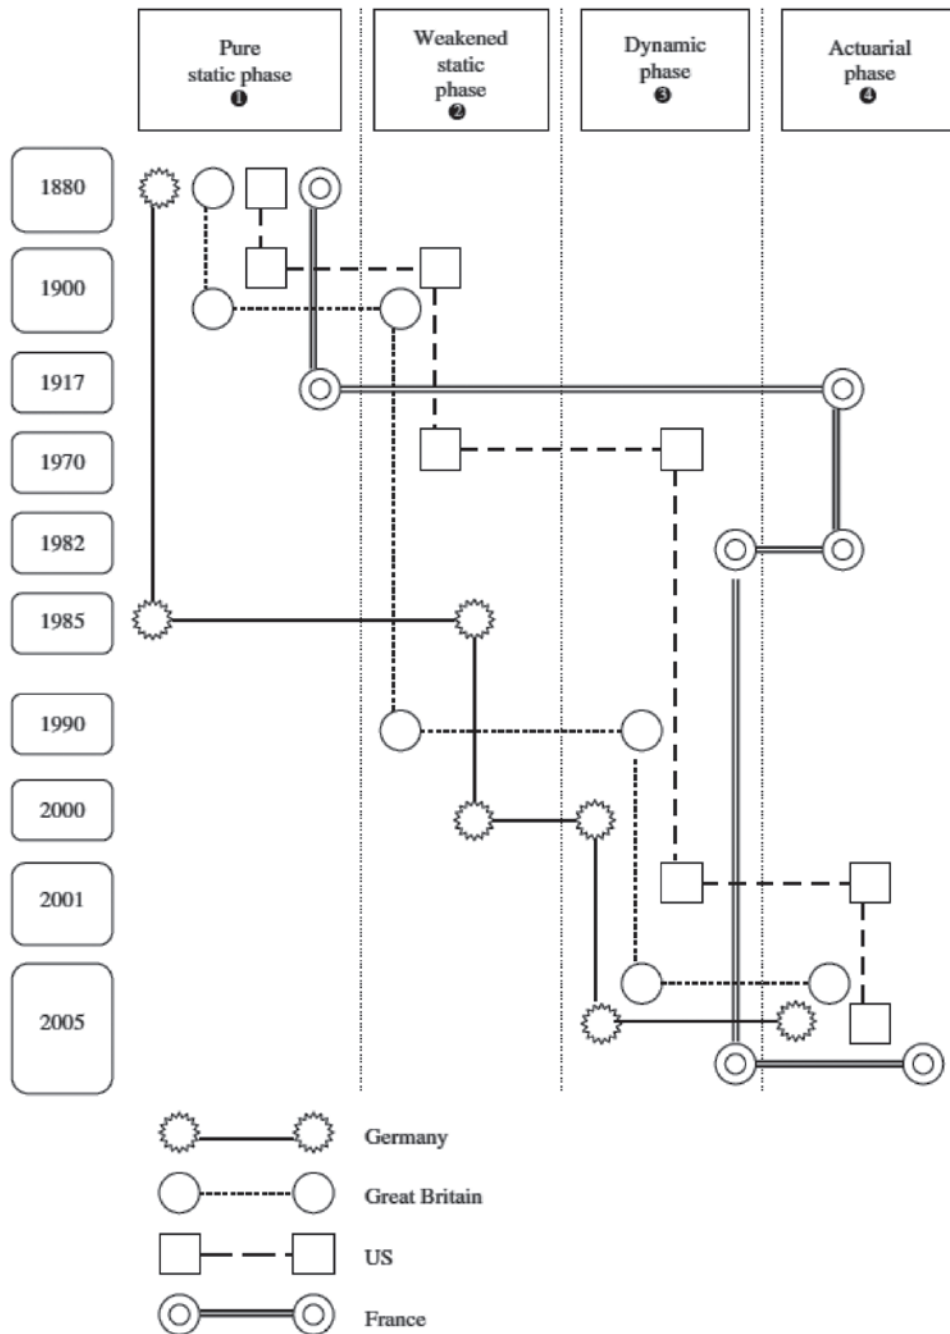 Pure
static phase
❶
Weakened
static
phase
❷
Dynamic
phase
❸
Actuarial
phase
❹
1880
1900
1917
1970
1982
1985
1990
2000
2001
2005
Germany
Great Britain
US
France